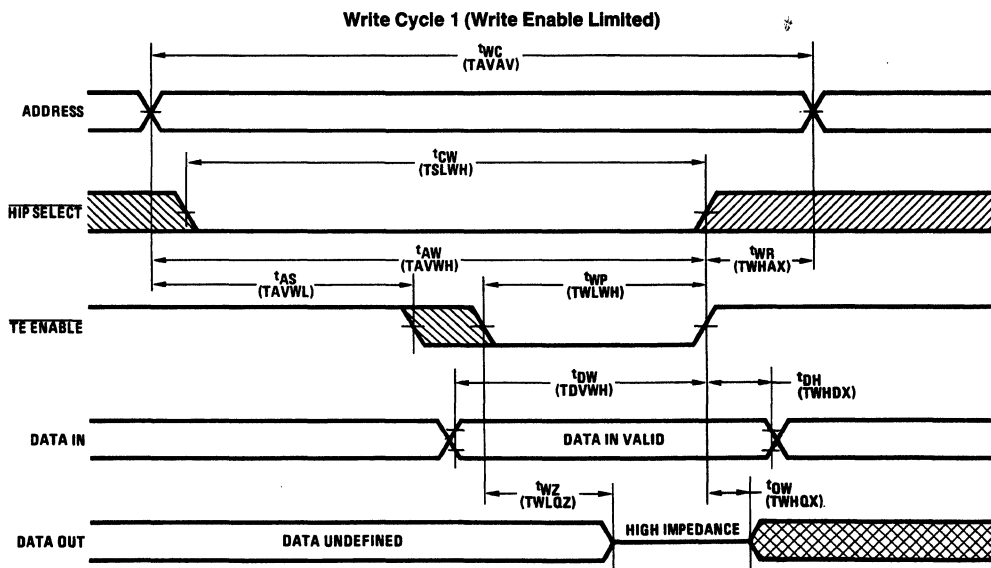 Write Cycle 1 (Write Enable Limited)
tWC
(TAVAV)
ADDRESS
tCW
(TSLWH)
HIP SELECT
tAW
(TAVWH)
tWR
(TWHAX)
tAS
(TAVWL)
tWP
(TWLWH)
TE ENABLE
tDW
(TDVWH)
tDH
(TWHDX)
DATA IN
DATA IN VALID
tWZ
(TWLQZ)
tOW
(TWHQX)
DATA OUT
DATA UNDEFINED
HIGH IMPEDANCE